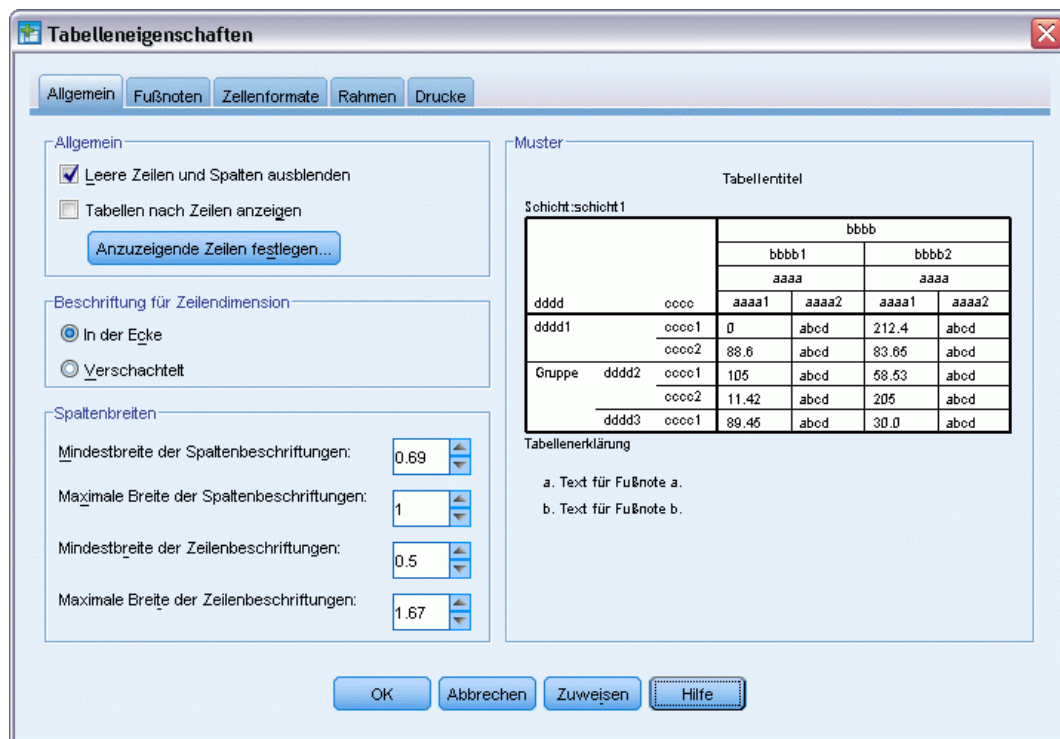 Tabelleneigenschaften
Allgemein Fußnoten Zellenformate Rahmen Drucke
Allgemein
Leere Zeilen und Spalten ausblenden
Tabellen nach Zeilen anzeigen
Anzuzeigende Zeilen festlegen...
Beschriftung für Zeilendimension
In der Ecke
Verschachtelt
Spaltenbreiten
Mindestbreite der Spaltenbeschriftungen: 0.69
Maximale Breite der Spaltenbeschriftungen: 1
Mindestbreite der Zeilenbeschriftungen: 0.5
Maximale Breite der Zeilenbeschriftungen: 1.67
Muster
Tabellentitel
Schicht:schicht1
bbbb
bbbb1 bbbb2
aaaa aaaa
dddd cccc aaaa1 aaaa2 aaaa1 aaaa2
dddd1 cccc1 0 abcd 212.4 abcd
cccc2 88.6 abcd 83.65 abcd
Gruppe dddd2 cccc1 105 abcd 58.53 abcd
cccc2 11.42 abcd 205 abcd
dddd3 cccc1 89.45 abcd 30.0 abcd
Tabellenerklärung
a. Text für Fußnote a.
b. Text für Fußnote b.
OK Abbrechen Zuweisen Hilfe